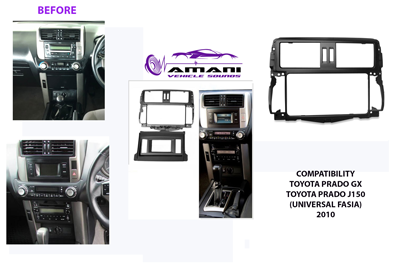 BEFORE
AMANI
VEHICLE SOUNDS
COMPATIBILITY
TOYOTA PRADO GX
TOYOTA PRADO J150
(UNIVERSAL FASIA)
2010